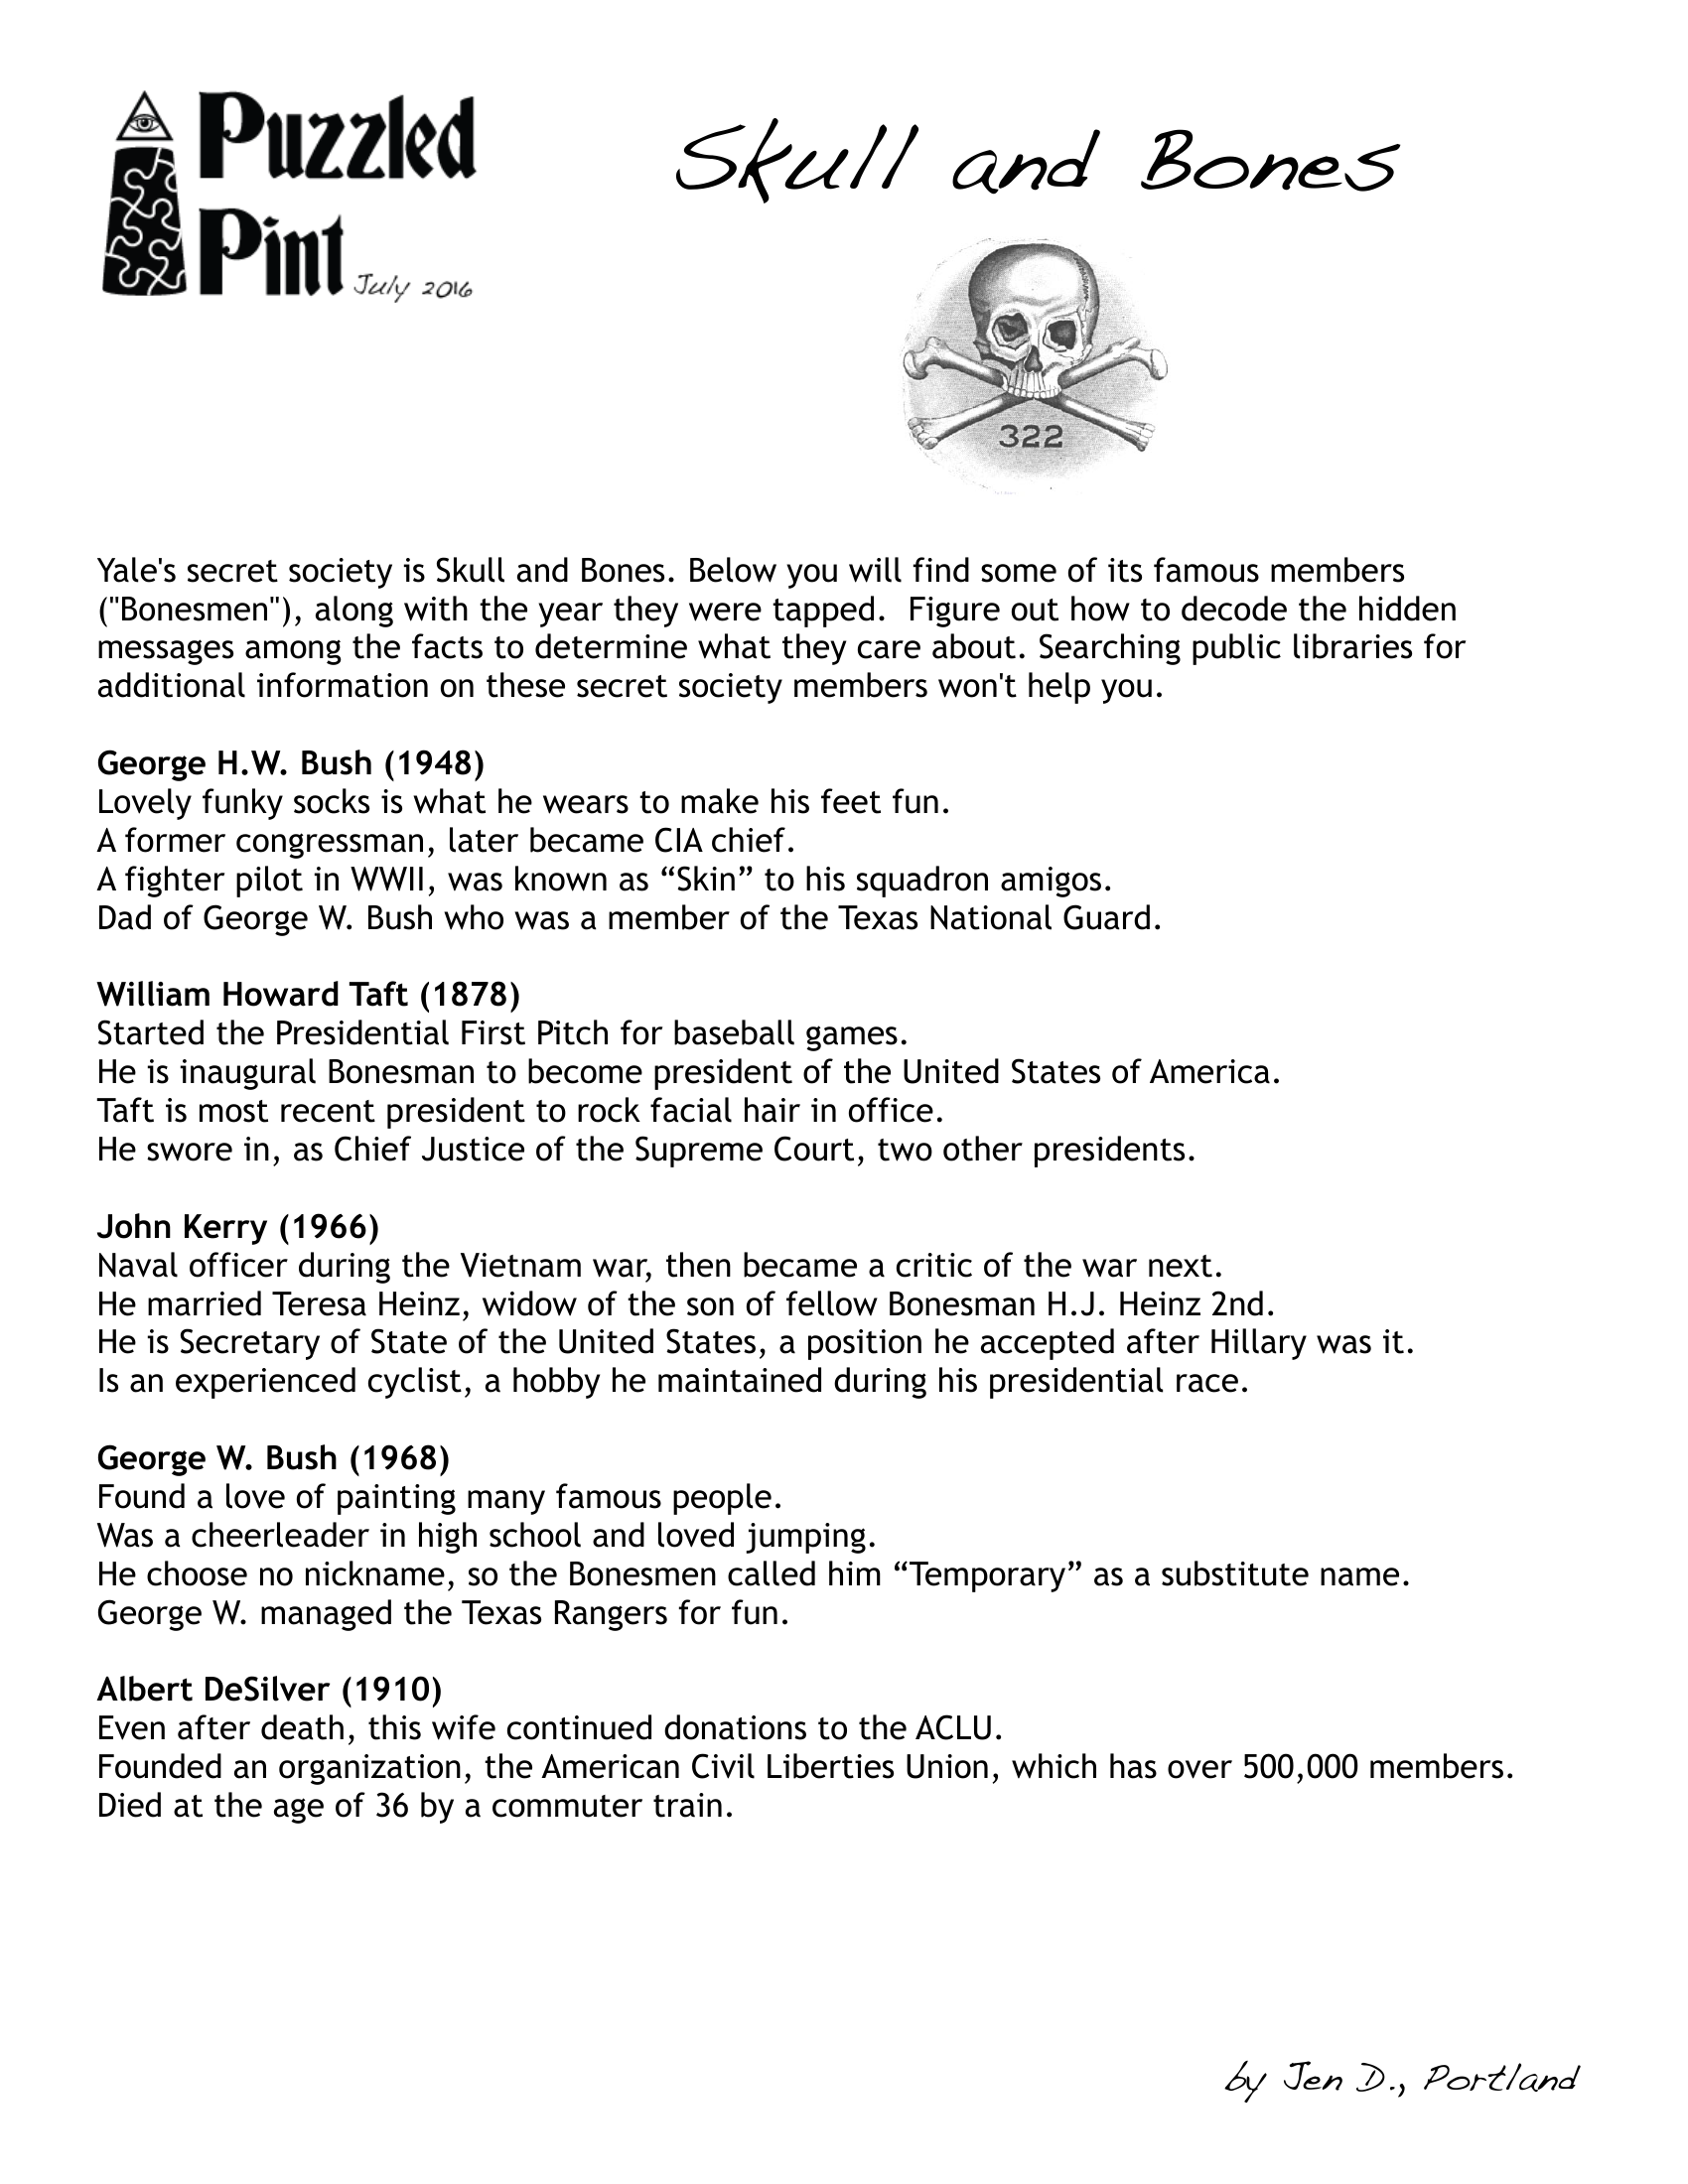 Puzzled
Pint July 2016
Skull and Bones
322
Yale's secret society is Skull and Bones. Below you will find some of its famous members
("Bonesmen"), along with the year they were tapped.  Figure out how to decode the hidden
messages among the facts to determine what they care about. Searching public libraries for
additional information on these secret society members won't help you.
George H.W. Bush (1948)
Lovely funky socks is what he wears to make his feet fun.
A former congressman, later became CIA chief.
A fighter pilot in WWII, was known as “Skin” to his squadron amigos.
Dad of George W. Bush who was a member of the Texas National Guard.
William Howard Taft (1878)
Started the Presidential First Pitch for baseball games.
He is inaugural Bonesman to become president of the United States of America.
Taft is most recent president to rock facial hair in office.
He swore in, as Chief Justice of the Supreme Court, two other presidents.
John Kerry (1966)
Naval officer during the Vietnam war, then became a critic of the war next.
He married Teresa Heinz, widow of the son of fellow Bonesman H.J. Heinz 2nd.
He is Secretary of State of the United States, a position he accepted after Hillary was it.
Is an experienced cyclist, a hobby he maintained during his presidential race.
George W. Bush (1968)
Found a love of painting many famous people.
Was a cheerleader in high school and loved jumping.
He choose no nickname, so the Bonesmen called him “Temporary” as a substitute name.
George W. managed the Texas Rangers for fun.
Albert DeSilver (1910)
Even after death, this wife continued donations to the ACLU.
Founded an organization, the American Civil Liberties Union, which has over 500,000 members.
Died at the age of 36 by a commuter train.
by Jen D., Portland